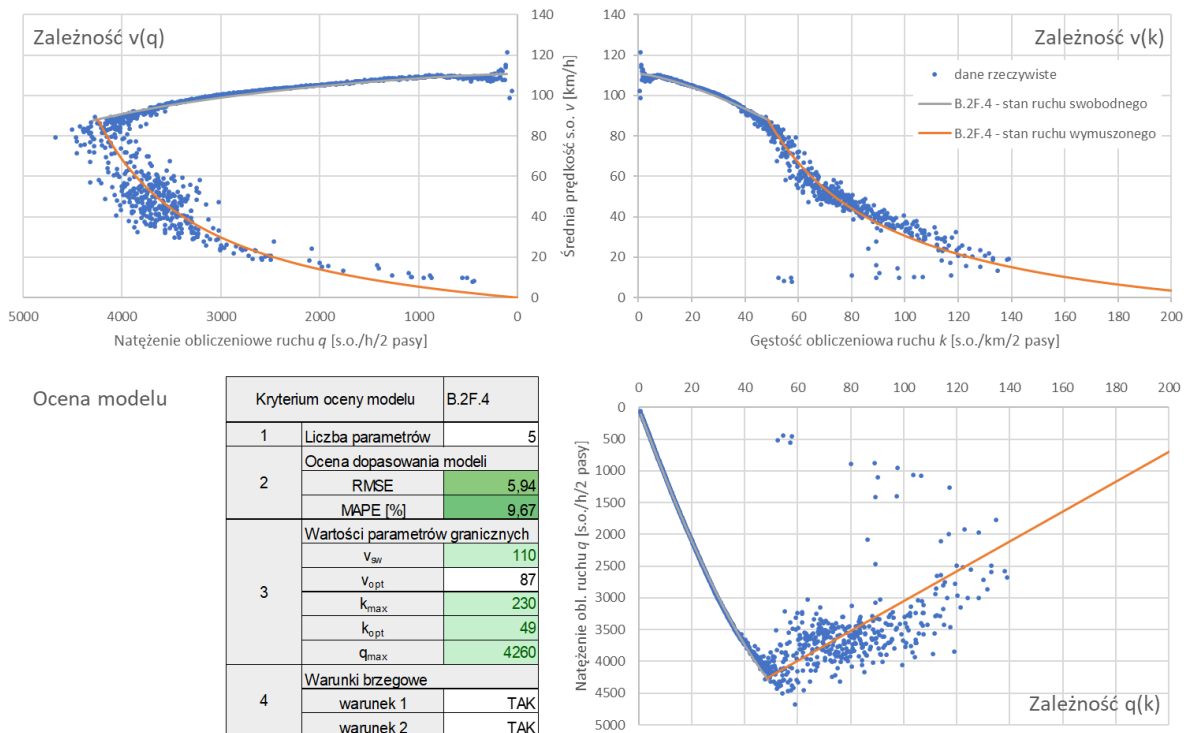 Zależność v(q)
140
120
100
80
60
40
20
0
Średnia prędkość s.o. v [km/h]
5000 4000 3000 2000 1000 0
Natężenie obliczeniowe ruchu q [s.o./h/2 pasy]
Zależność v(k)
140
120
100
80
60
40
20
0
dane rzeczywiste
B.2F.4 - stan ruchu swobodnego
B.2F.4 - stan ruchu wymuszonego
0 20 40 60 80 100 120 140 160 180 200
Gęstość obliczeniowa ruchu k [s.o./km/2 pasy]
Ocena modelu
Kryterium oceny modelu B.2F.4
1 Liczba parametrów 5
2 Ocena dopasowania modeli
RMSE 5,94
MAPE [%] 9,67
3 Wartości parametrów granicznych
vsw 110
vopt 87
kmax 230
kopt 49
qmax 4260
4 Warunki brzegowe
warunek 1 TAK
warunek 2 TAK
0 20 40 60 80 100 120 140 160 180 200
0
500
1000
1500
2000
2500
3000
3500
4000
4500
5000
Natężenie obl. ruchu q [s.o./h/2 pasy]
Zależność q(k)